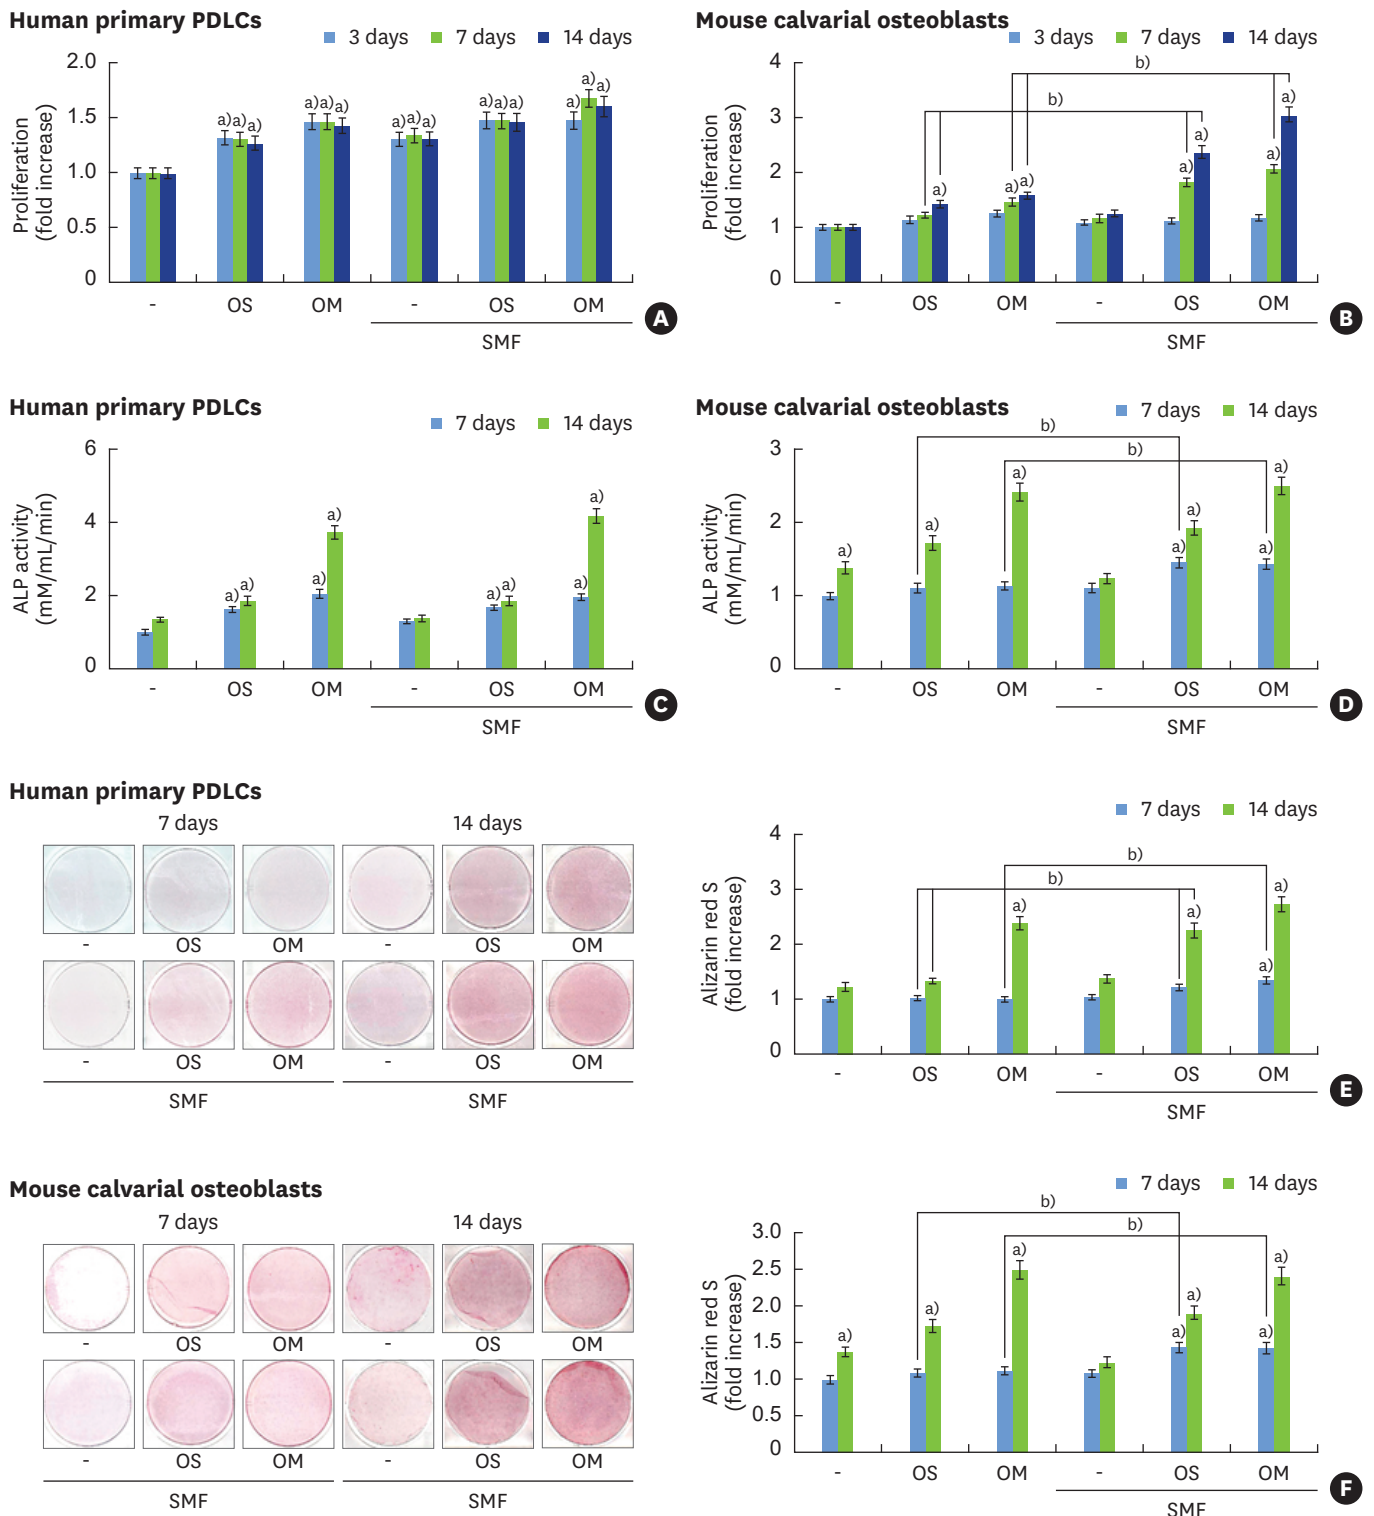 Human primary PDLCs
3 days 7 days 14 days
Proliferation
(fold increase)
2.0
1.5
1.0
0.5
0
a) a) a) a) a) a) a) a) a) a) a) a) a) a) a)
- OS OM - OS OM
SMF
A
Mouse calvarial osteoblasts
3 days 7 days 14 days
Proliferation
(fold increase)
4
3
2
1
0
b)
b)
a) a) a) a) a) a) a)
- OS OM - OS OM
SMF
B
Human primary PDLCs
7 days 14 days
ALP activity
(mM/mL/min)
6
4
2
0
a) a) a) a) a) a) a) a)
- OS OM - OS OM
SMF
C
Mouse calvarial osteoblasts
7 days 14 days
ALP activity
(mM/mL/min)
3
2
1
0
b)
b)
a) a) a) a) a) a) a)
- OS OM - OS OM
SMF
D
Human primary PDLCs
7 days 14 days
- OS OM - OS OM
- OS OM - OS OM
SMF SMF
7 days 14 days
Alizarin red S
(fold increase)
4
3
2
1
0
b)
b)
a) a) a) a)
- OS OM - OS OM
SMF
E
Mouse calvarial osteoblasts
7 days 14 days
- OS OM - OS OM
- OS OM - OS OM
SMF SMF
7 days 14 days
Alizarin red S
(fold increase)
3.0
2.5
2.0
1.5
1.0
0.5
0
b)
b)
a) a) a) a) a) a) a)
- OS OM - OS OM
SMF
F